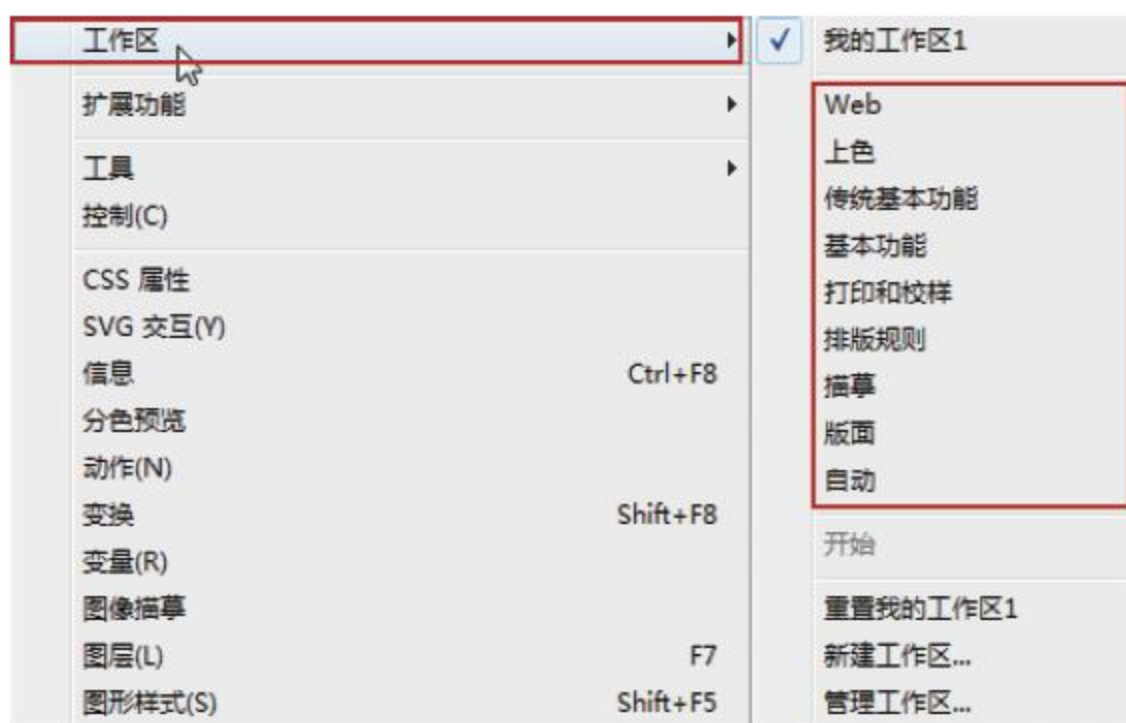 工作区
扩展功能
工具
控制(C)
CSS 属性
SVG 交互(Y)
信息 Ctrl+F8
分色预览
动作(N)
变换 Shift+F8
变量(R)
图像描摹
图层(L) F7
图形样式(S) Shift+F5
我的工作区1
Web
上色
传统基本功能
基本功能
打印和校样
排版规则
描摹
版面
自动
开始
重置我的工作区1
新建工作区...
管理工作区...